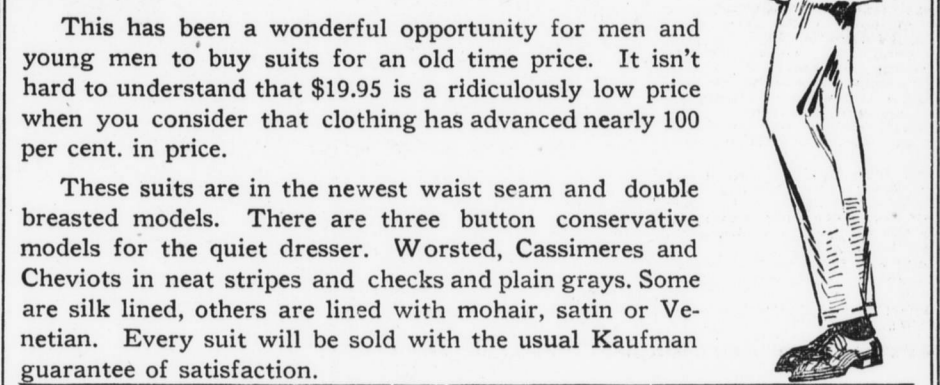 This has been a wonderful opportunity for men and
young men to buy suits for an old time price. It isn't
hard to understand that $19.95 is a ridiculously low price
when you consider that clothing has advanced nearly 100
per cent. in price.
These suits are in the newest waist seam and double
breasted models. There are three button conservative
models for the quiet dresser. Worsted, Cassimeres and
Cheviots in neat stripes and checks and plain grays. Some
are silk lined, others are lined with mohair, satin or Ve-
netian. Every suit will be sold with the usual Kaufman
guarantee of satisfaction.